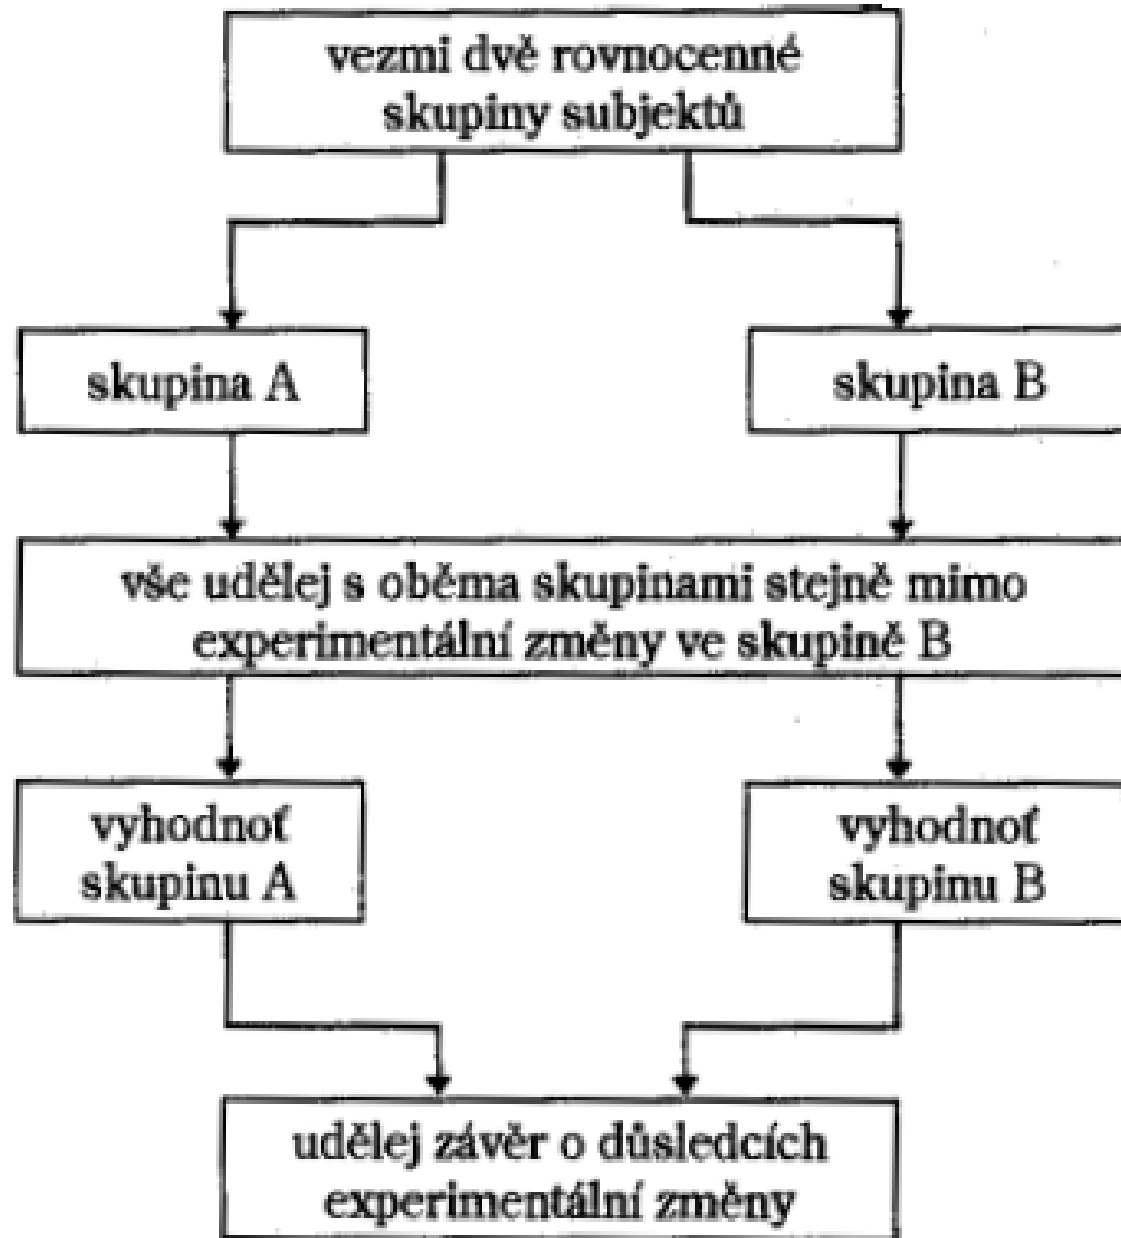 vezmi dvě rovnocenné
skupiny subjektů
skupina A
skupina B
vše udělej s oběma skupinami stejně mimo
experimentální změny ve skupině B
vyhodnoť
skupinu A
vyhodnoť
skupinu B
udělej závěr o důsledcích
experimentální změny